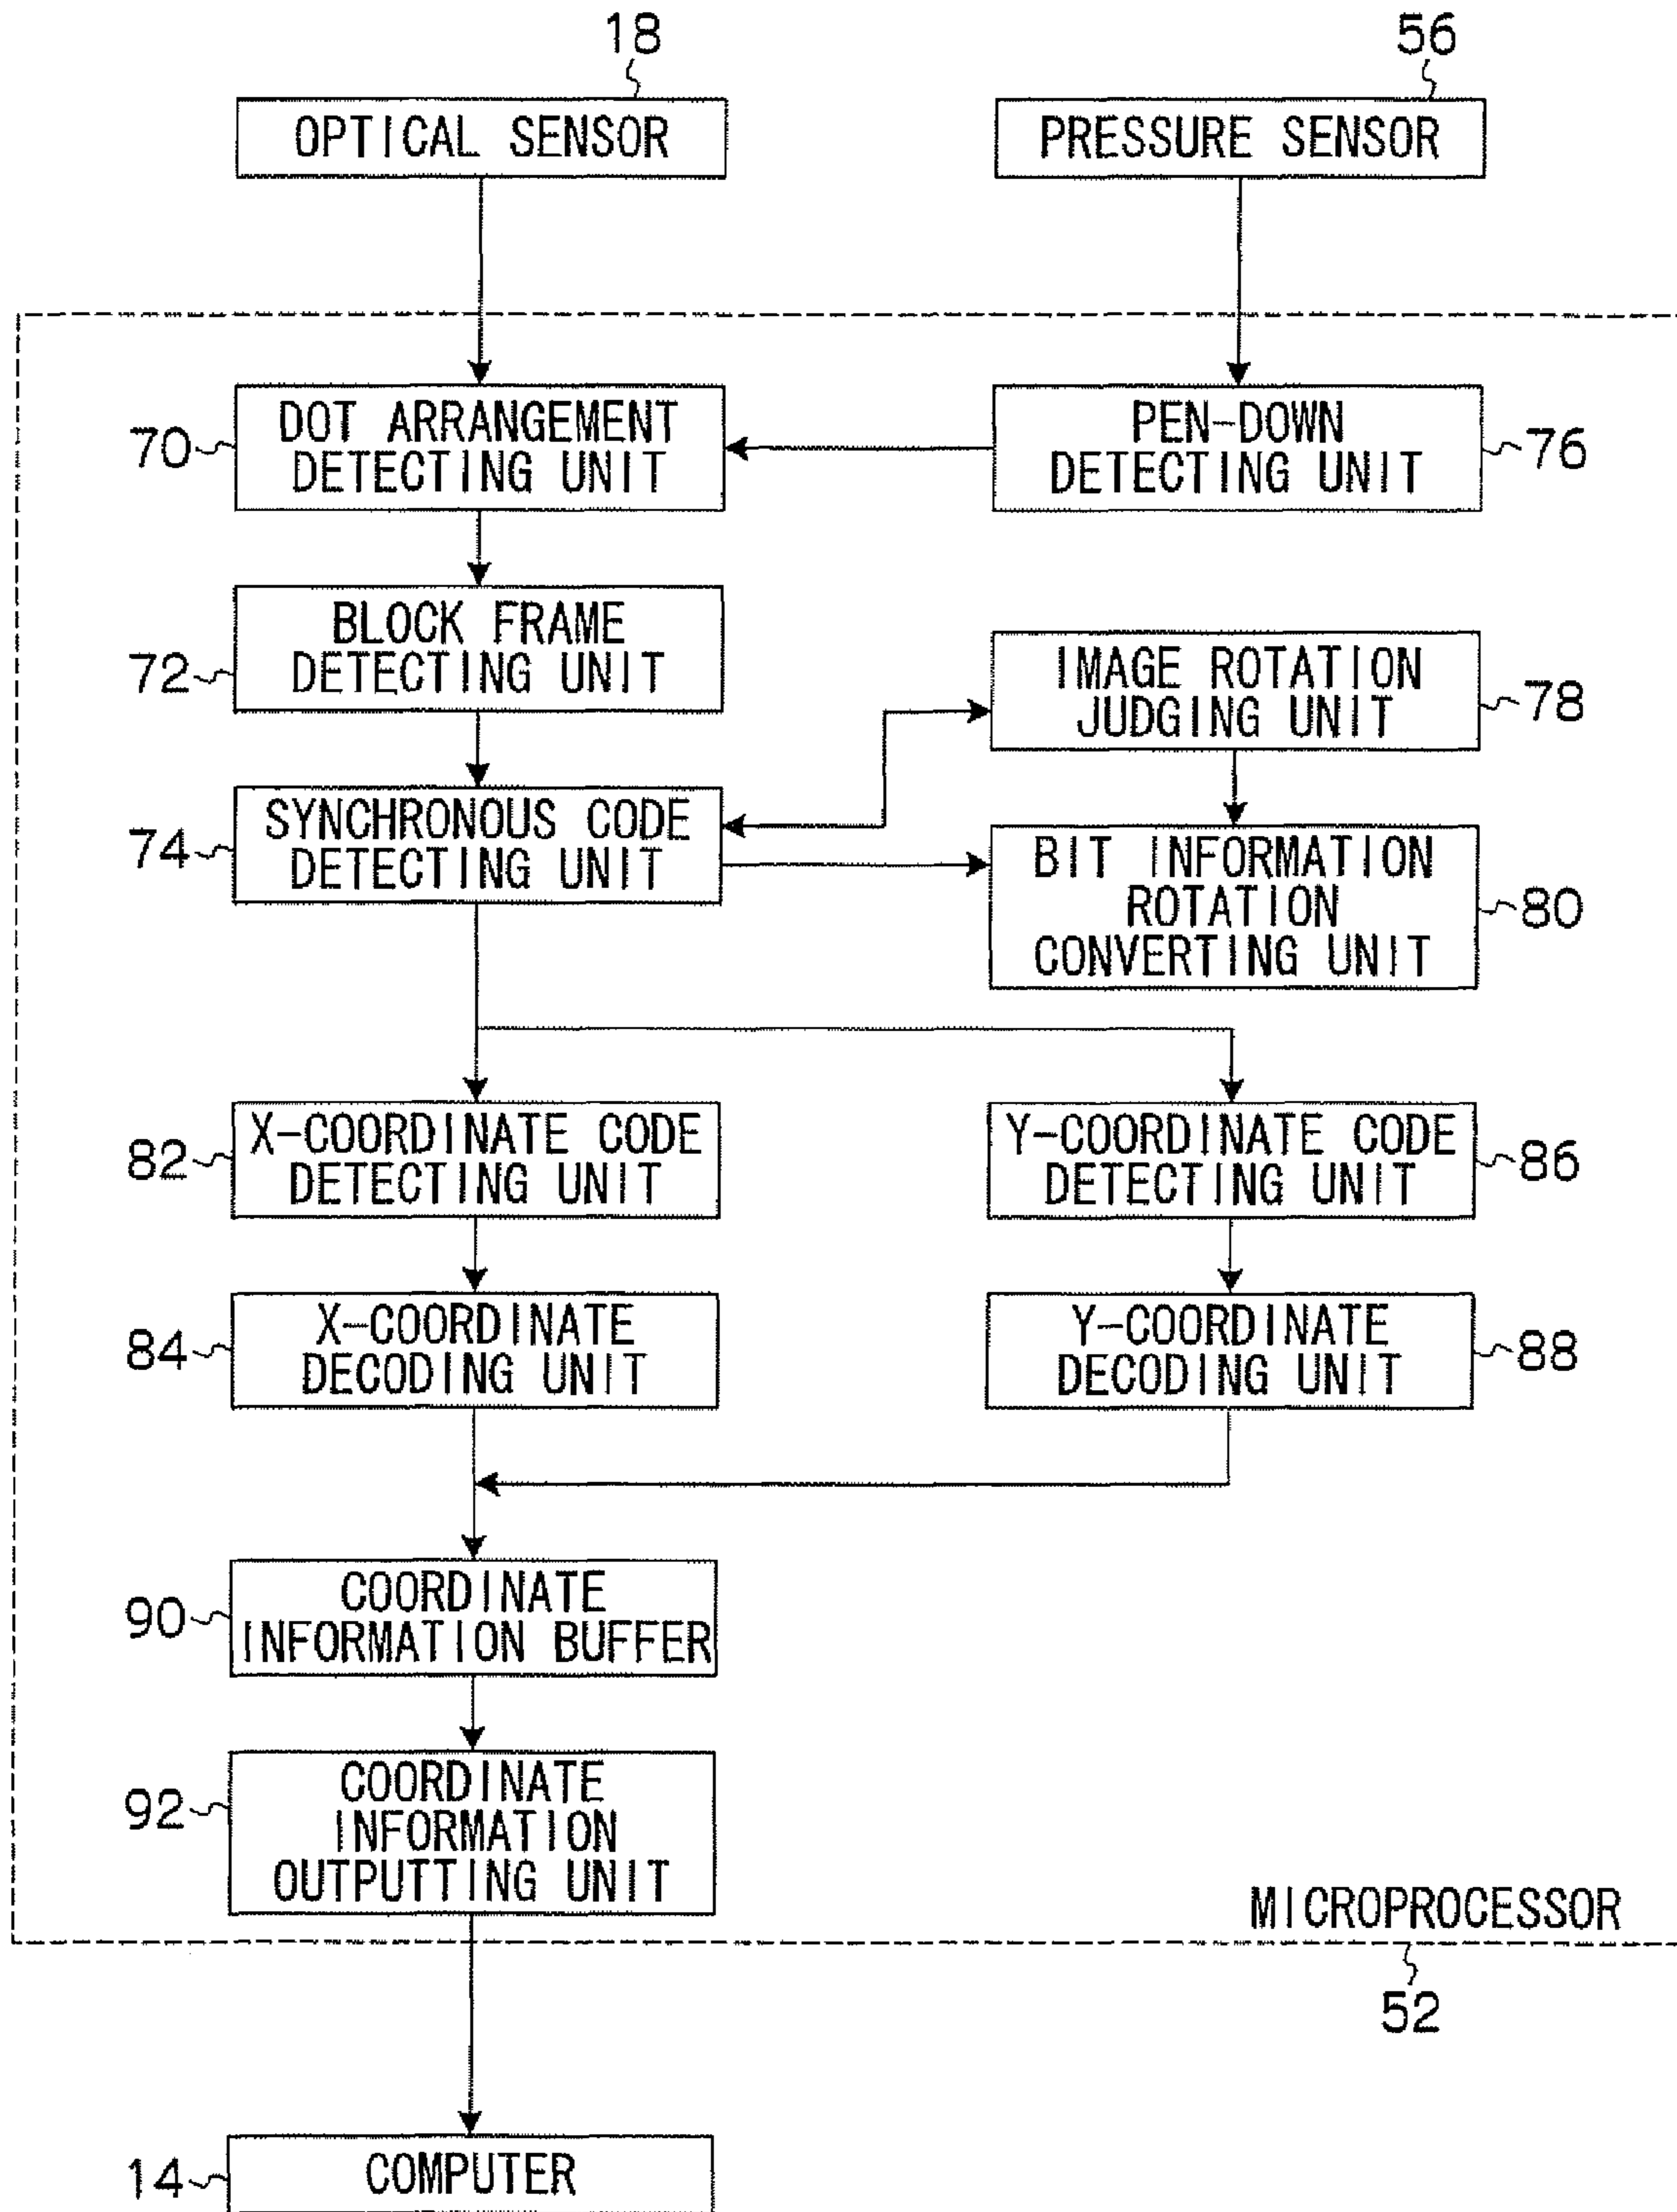 18
56
OPTICAL SENSOR
PRESSURE SENSOR
70
DOT ARRANGEMENT
DETECTING UNIT
PEN-DOWN
DETECTING UNIT
76
72
BLOCK FRAME
DETECTING UNIT
IMAGE ROTATION
JUDGING UNIT
78
74
SYNCHRONOUS CODE
DETECTING UNIT
BIT INFORMATION
ROTATION
CONVERTING UNIT
80
82
X-COORDINATE CODE
DETECTING UNIT
Y-COORDINATE CODE
DETECTING UNIT
86
84
X-COORDINATE
DECODING UNIT
Y-COORDINATE
DECODING UNIT
88
90
COORDINATE
INFORMATION BUFFER
92
COORDINATE
INFORMATION
OUTPUTTING UNIT
MICROPROCESSOR
52
14
COMPUTER